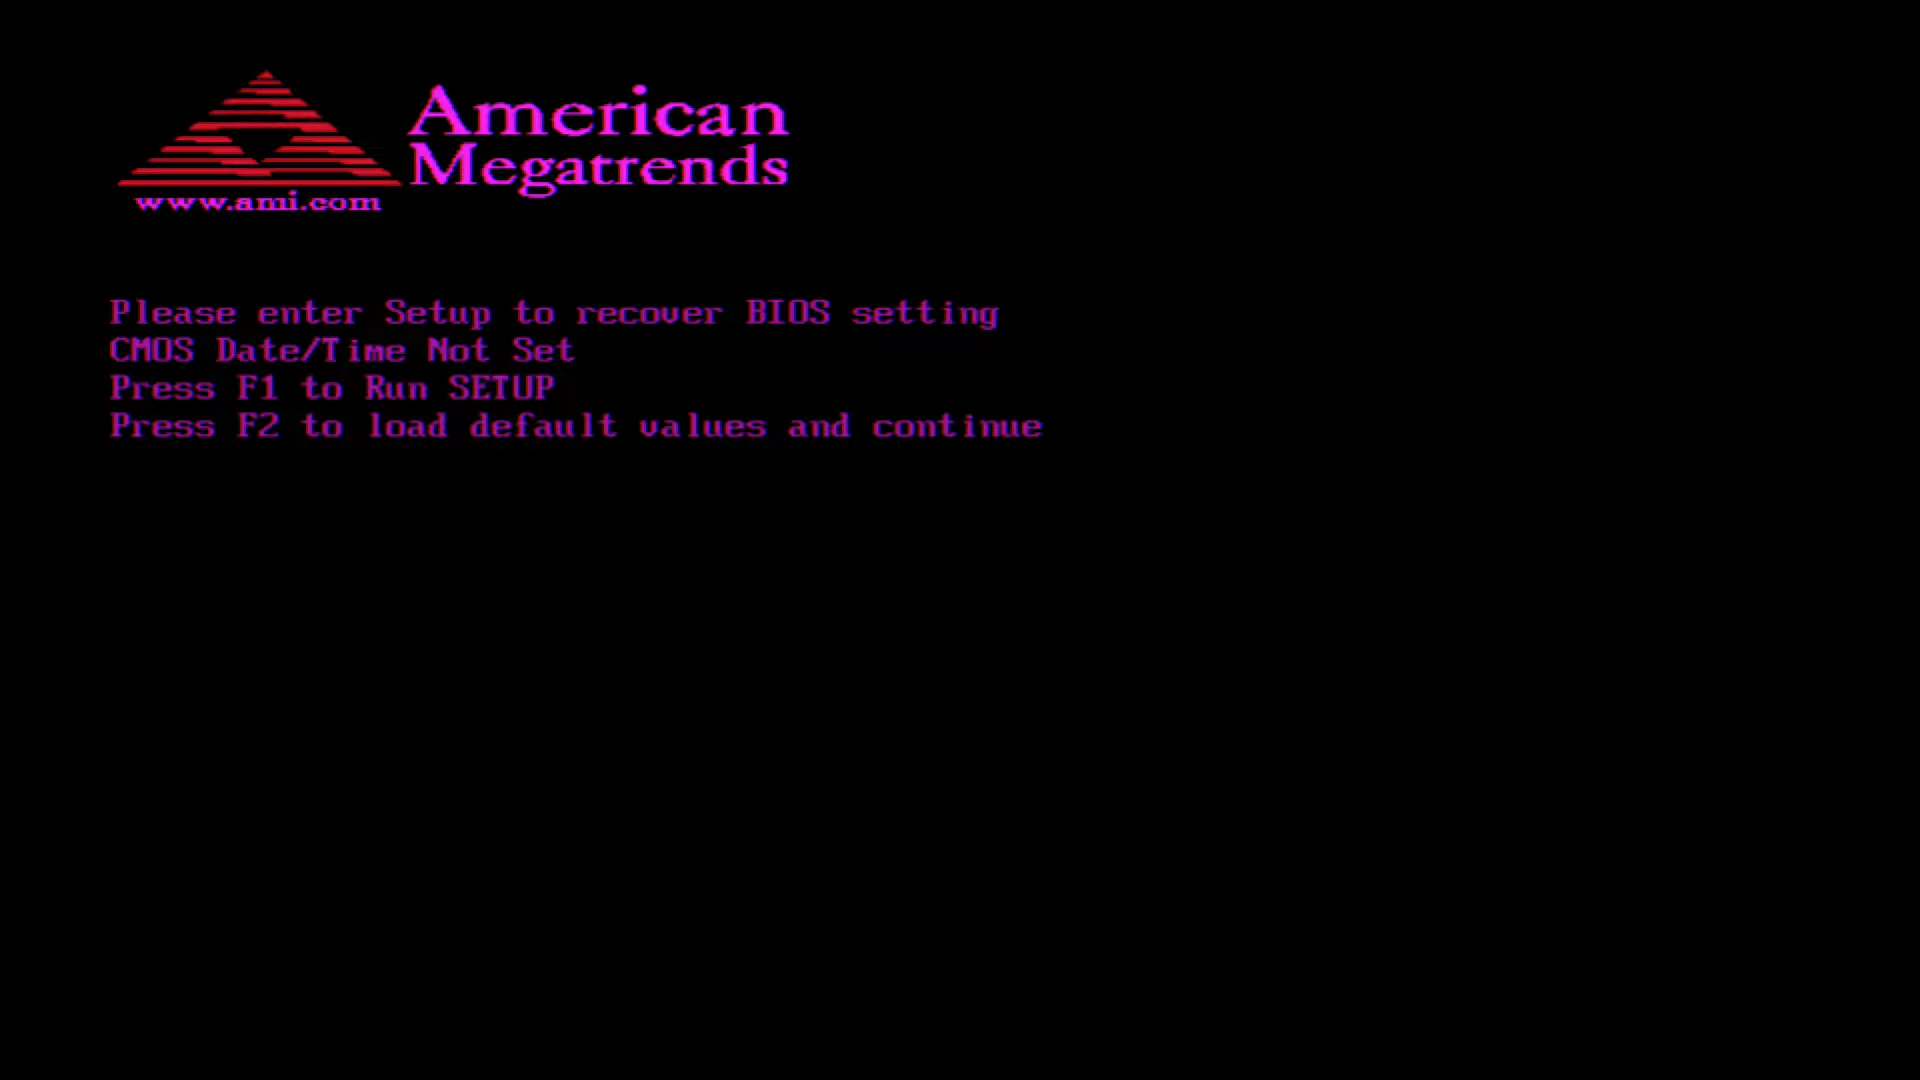 American
Megatrends
www.ami.com
Please enter Setup to recover BIOS setting
CMOS Date/Time Not Set
Press F1 to Run SETUP
Press F2 to load default values and continue